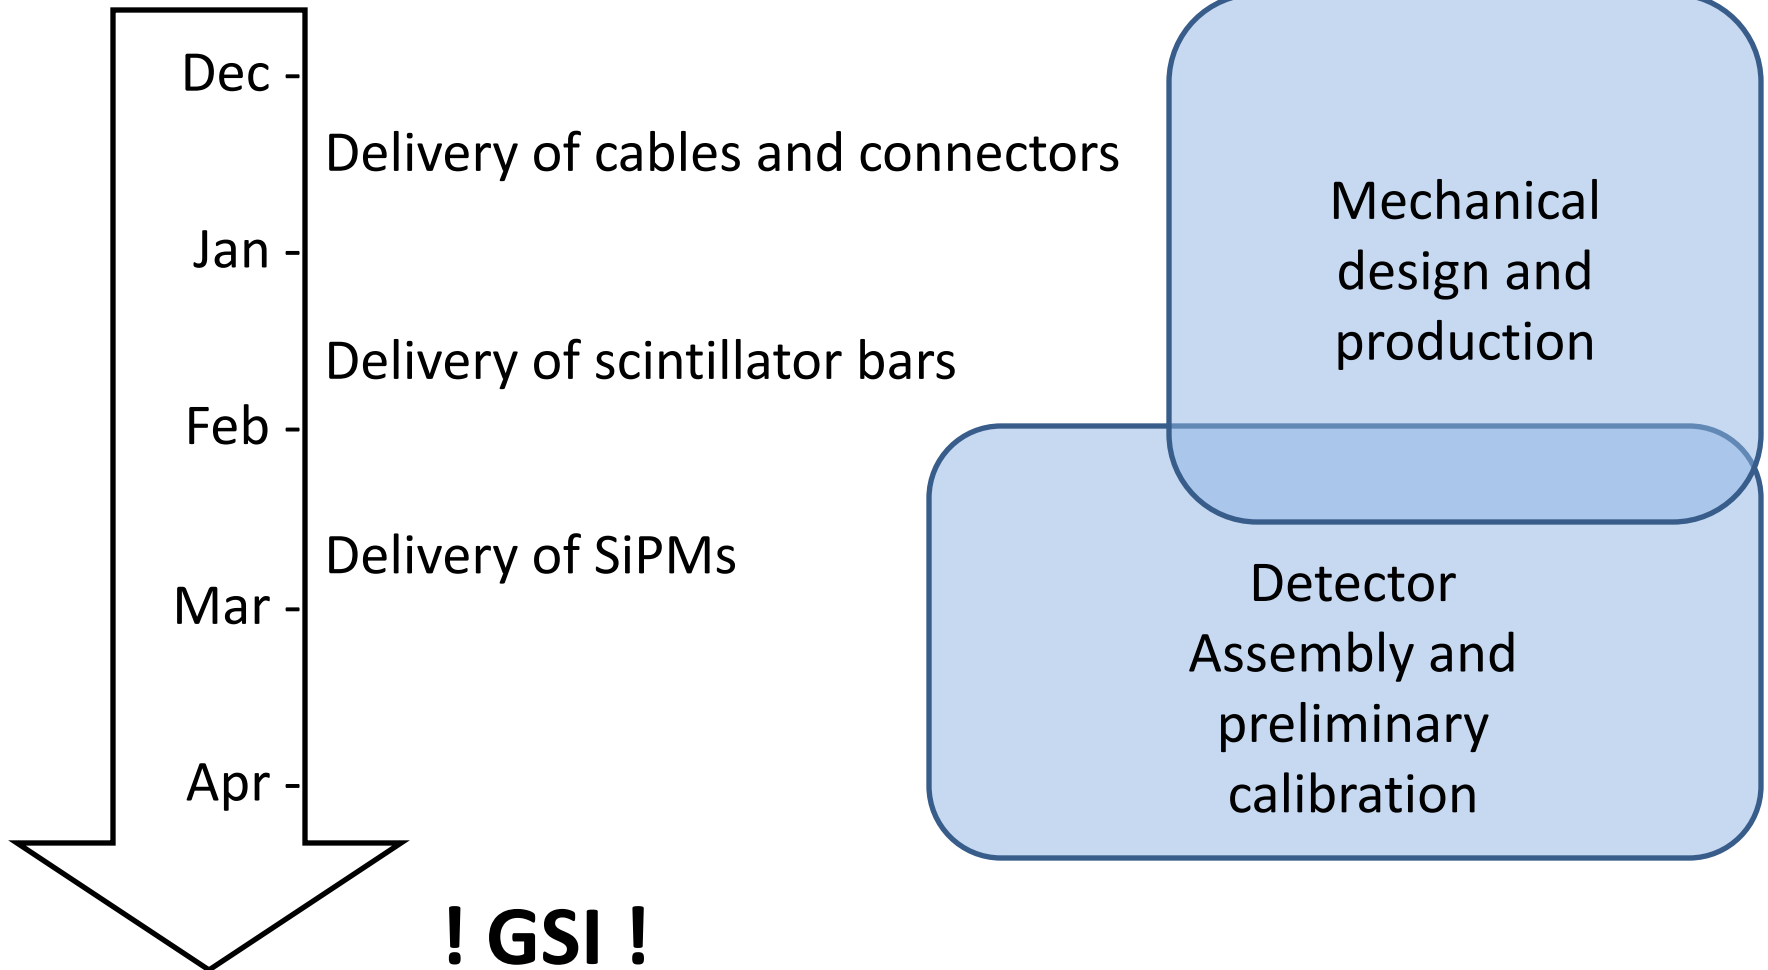 Dec -
Delivery of cables and connectors
Jan -
Delivery of scintillator bars
Feb -
Delivery of SiPMs
Mar -
Apr -
! GSI !
Mechanical
design and
production
Detector
Assembly and
preliminary
calibration